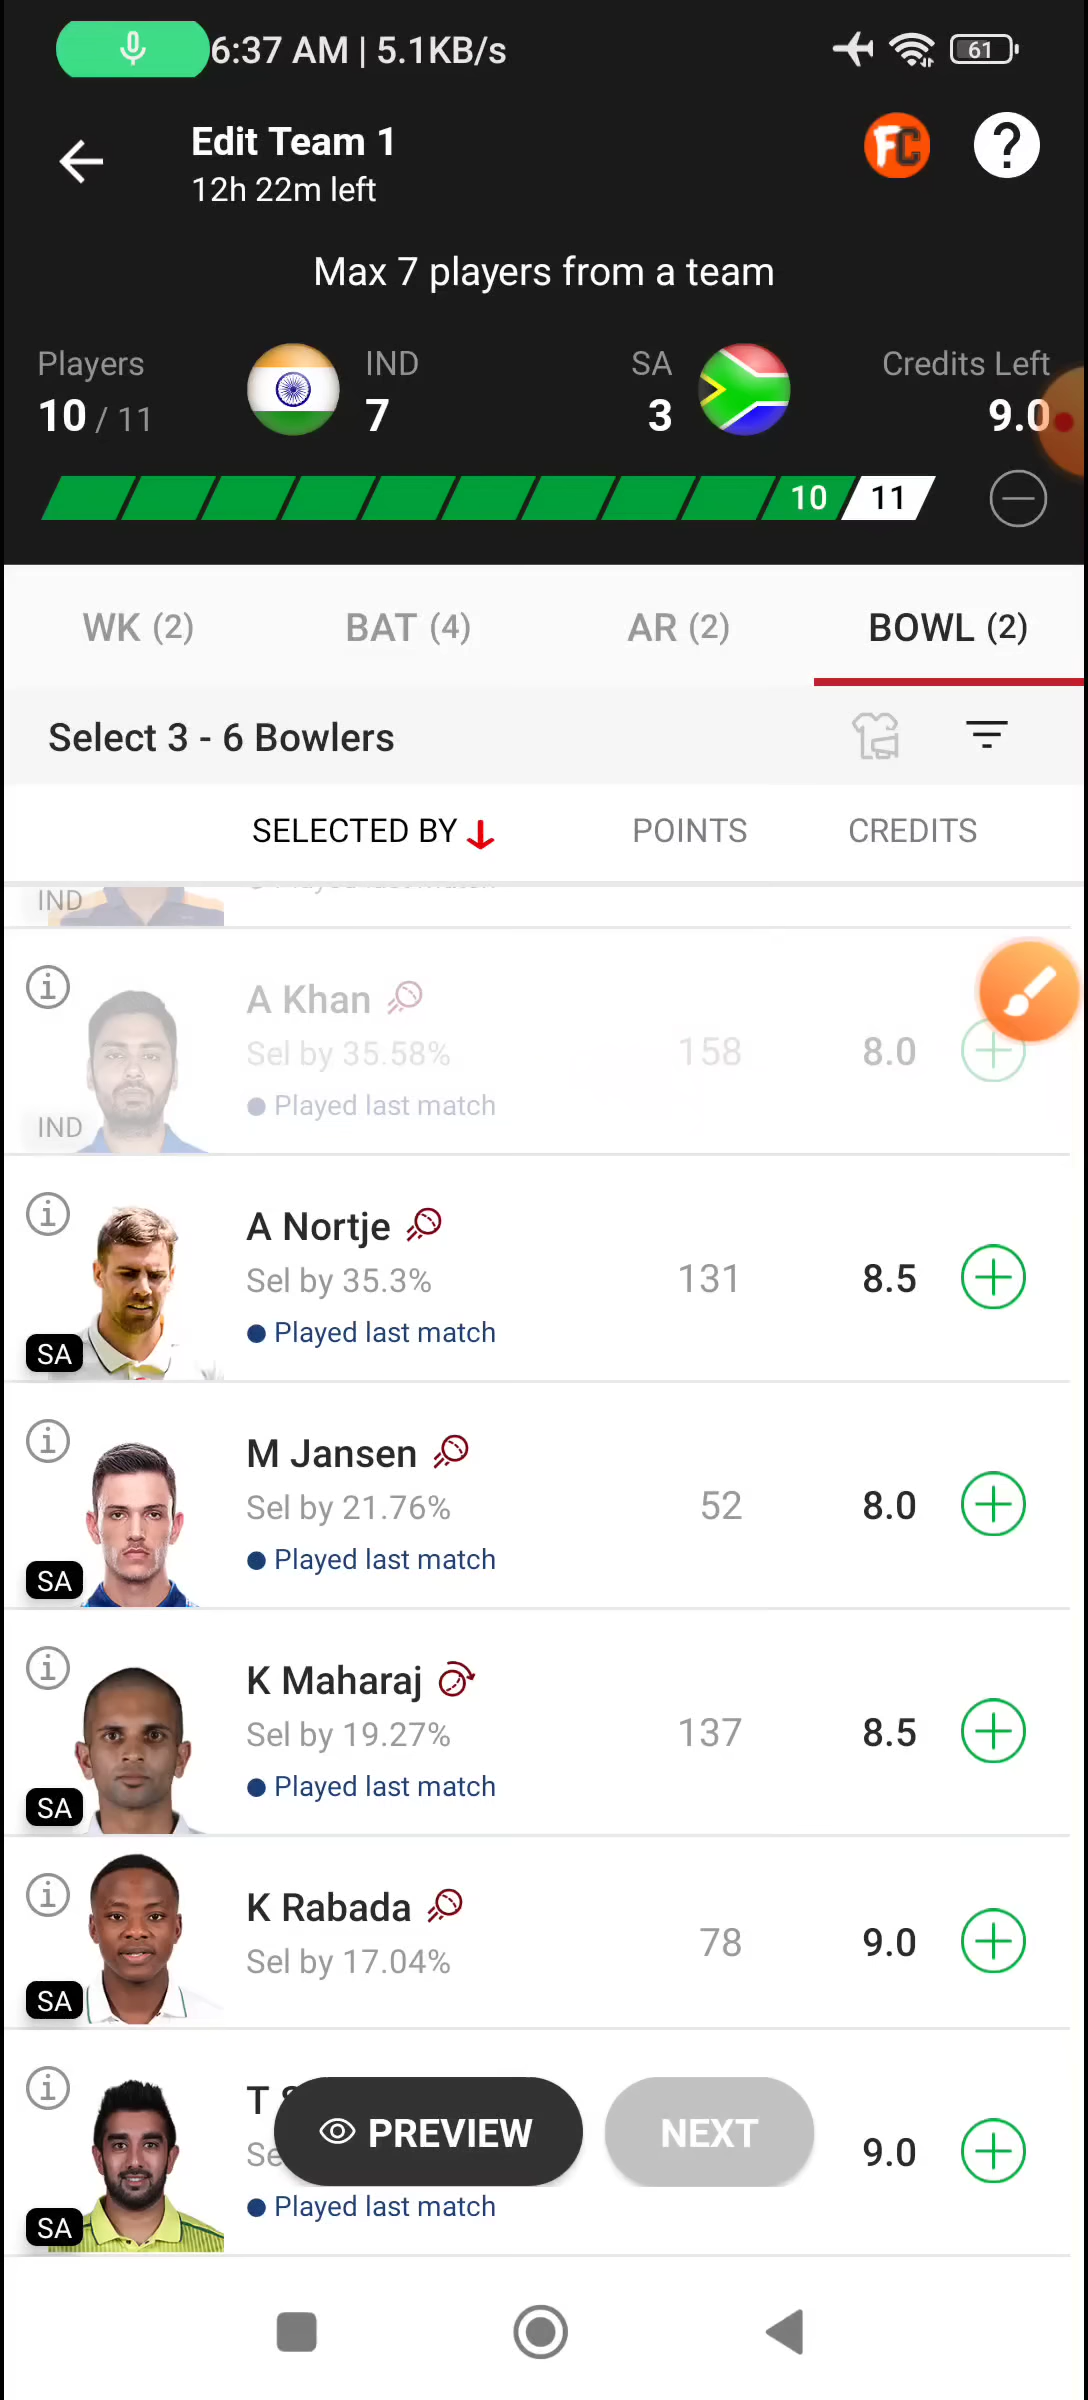 6:37 AM | 5.1KB/s
61
Edit Team 1
12h 22m left
FC
?
Max 7 players from a team
Players
10 / 11
IND
7
SA
3
Credits Left
9.0
10
11
WK (2)
BAT (4)
AR (2)
BOWL (2)
Select 3 - 6 Bowlers
SELECTED BY
POINTS
CREDITS
IND
Played last match
A Khan
Sel by 35.58%
158
8.0
Played last match
IND
A Nortje
Sel by 35.3%
131
8.5
Played last match
SA
M Jansen
Sel by 21.76%
52
8.0
Played last match
SA
K Maharaj
Sel by 19.27%
137
8.5
Played last match
SA
K Rabada
Sel by 17.04%
78
9.0
SA
T
PREVIEW
NEXT
9.0
Played last match
SA